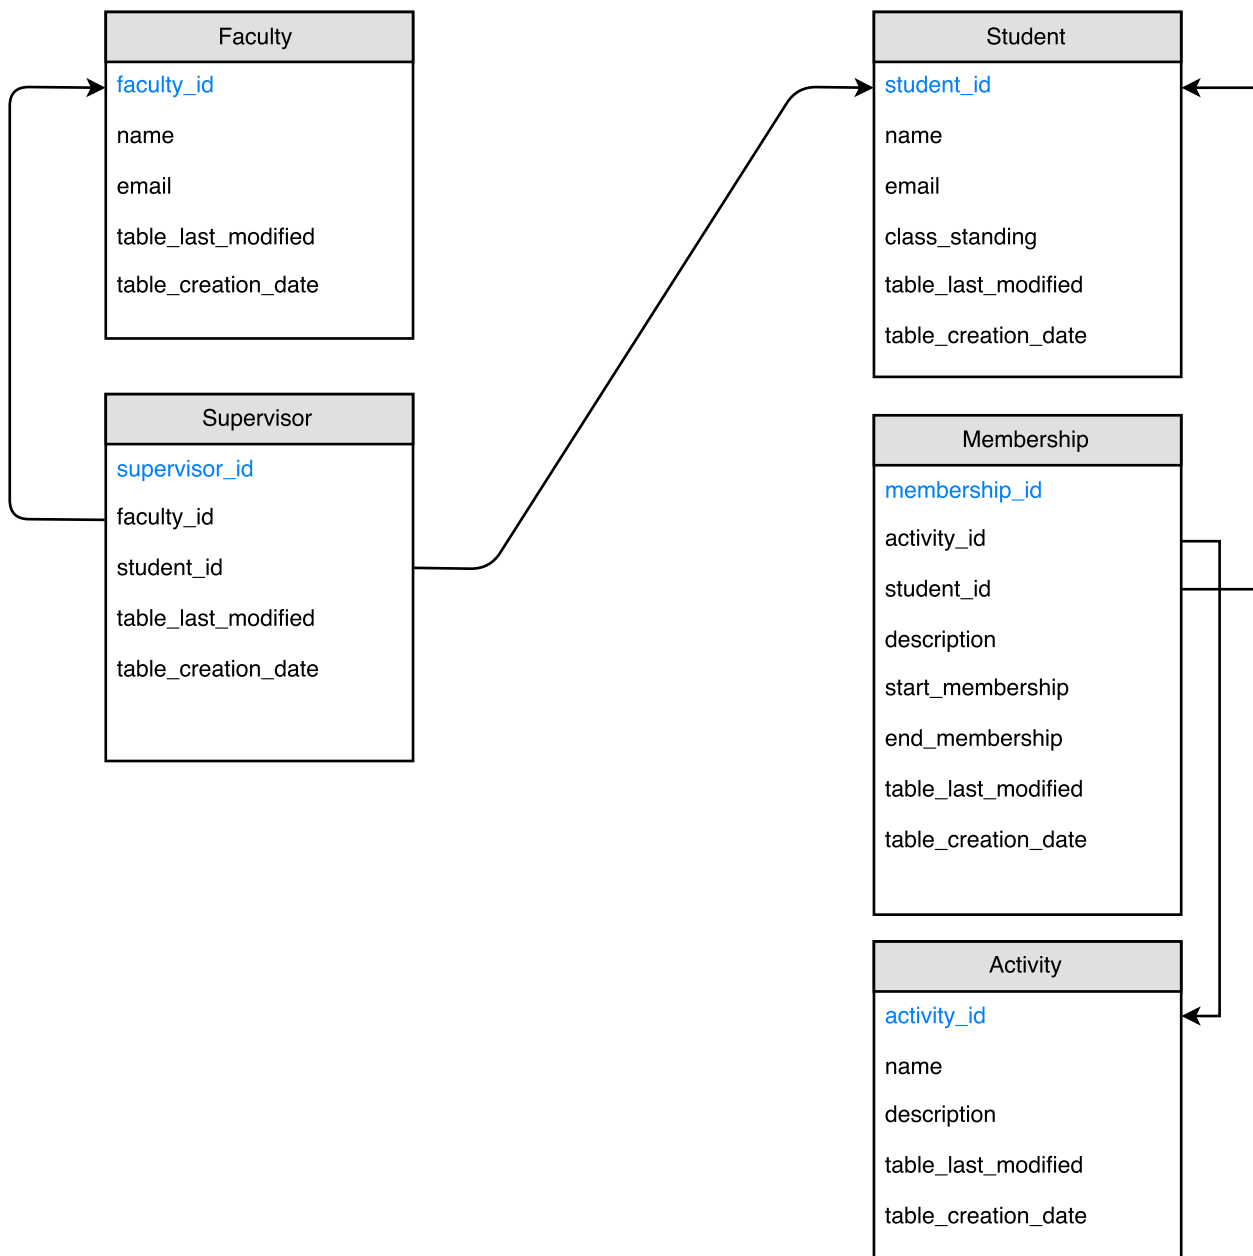 Faculty
faculty_id
name
email
table_last_modified
table_creation_date
Supervisor
supervisor_id
faculty_id
student_id
table_last_modified
table_creation_date
Student
student_id
name
email
class_standing
table_last_modified
table_creation_date
Membership
membership_id
activity_id
student_id
description
start_membership
end_membership
table_last_modified
table_creation_date
Activity
activity_id
name
description
table_last_modified
table_creation_date